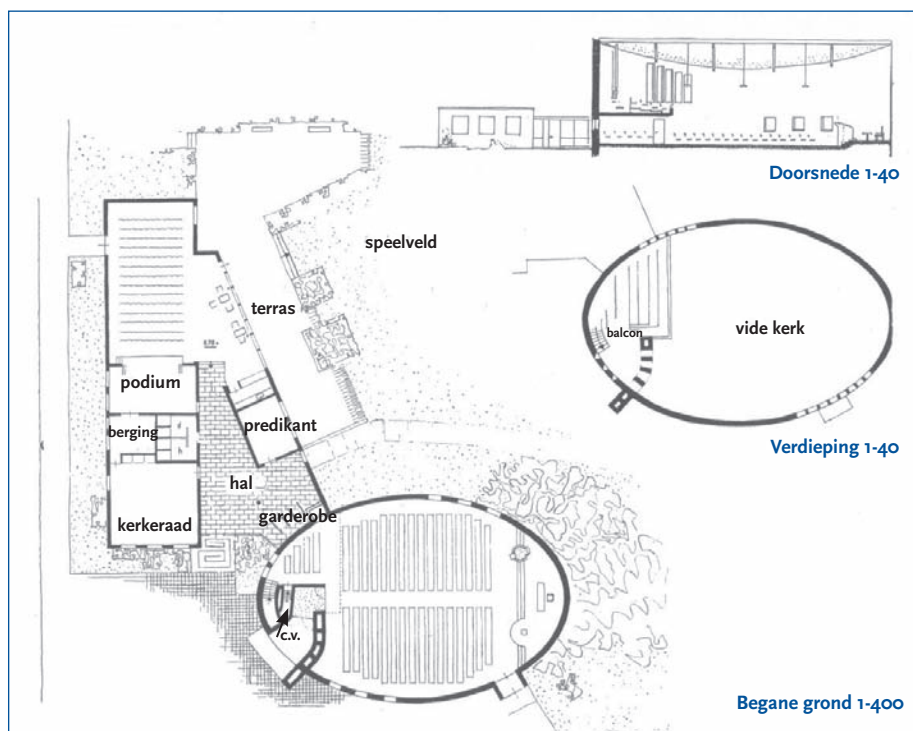 Doorsnede 1-40
speelveld
terras
balcon
vide kerk
podium
berging
predikant
Verdieping 1-40
hal
garderobe
kerkeraad
c.v.
Begane grond 1-400